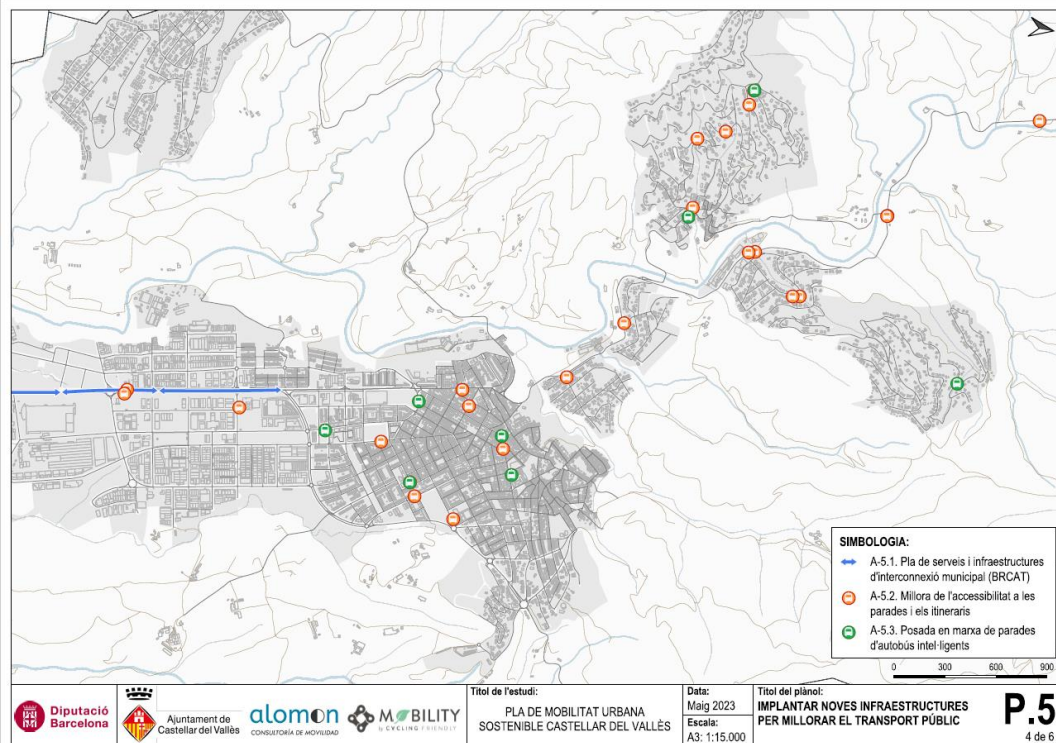 SIMBOLOGIA:
A-5.1. Pla de serveis i infraestructures
d'interconnexió municipal (BRCAT)
A-5.2. Millora de l'accessibilitat a les
parades i els itineraris
A-5.3. Posada en marxa de parades
d'autobús intel·ligents
0 300 600 900
Diputació
Barcelona
Ajuntament de
Castellar del Vallès
alomon
CONSULTORÍA DE MOVILIDAD
MOBILITY
by CYCLING FRIENDLY
Títol de l'estudi:
PLA DE MOBILITAT URBANA
SOSTENIBLE CASTELLAR DEL VALLÈS
Data:
Maig 2023
Escala:
A3: 1:15.000
Títol del plànol:
IMPLANTAR NOVES INFRAESTRUCTURES
PER MILLORAR EL TRANSPORT PÚBLIC
P.5
4 de 6